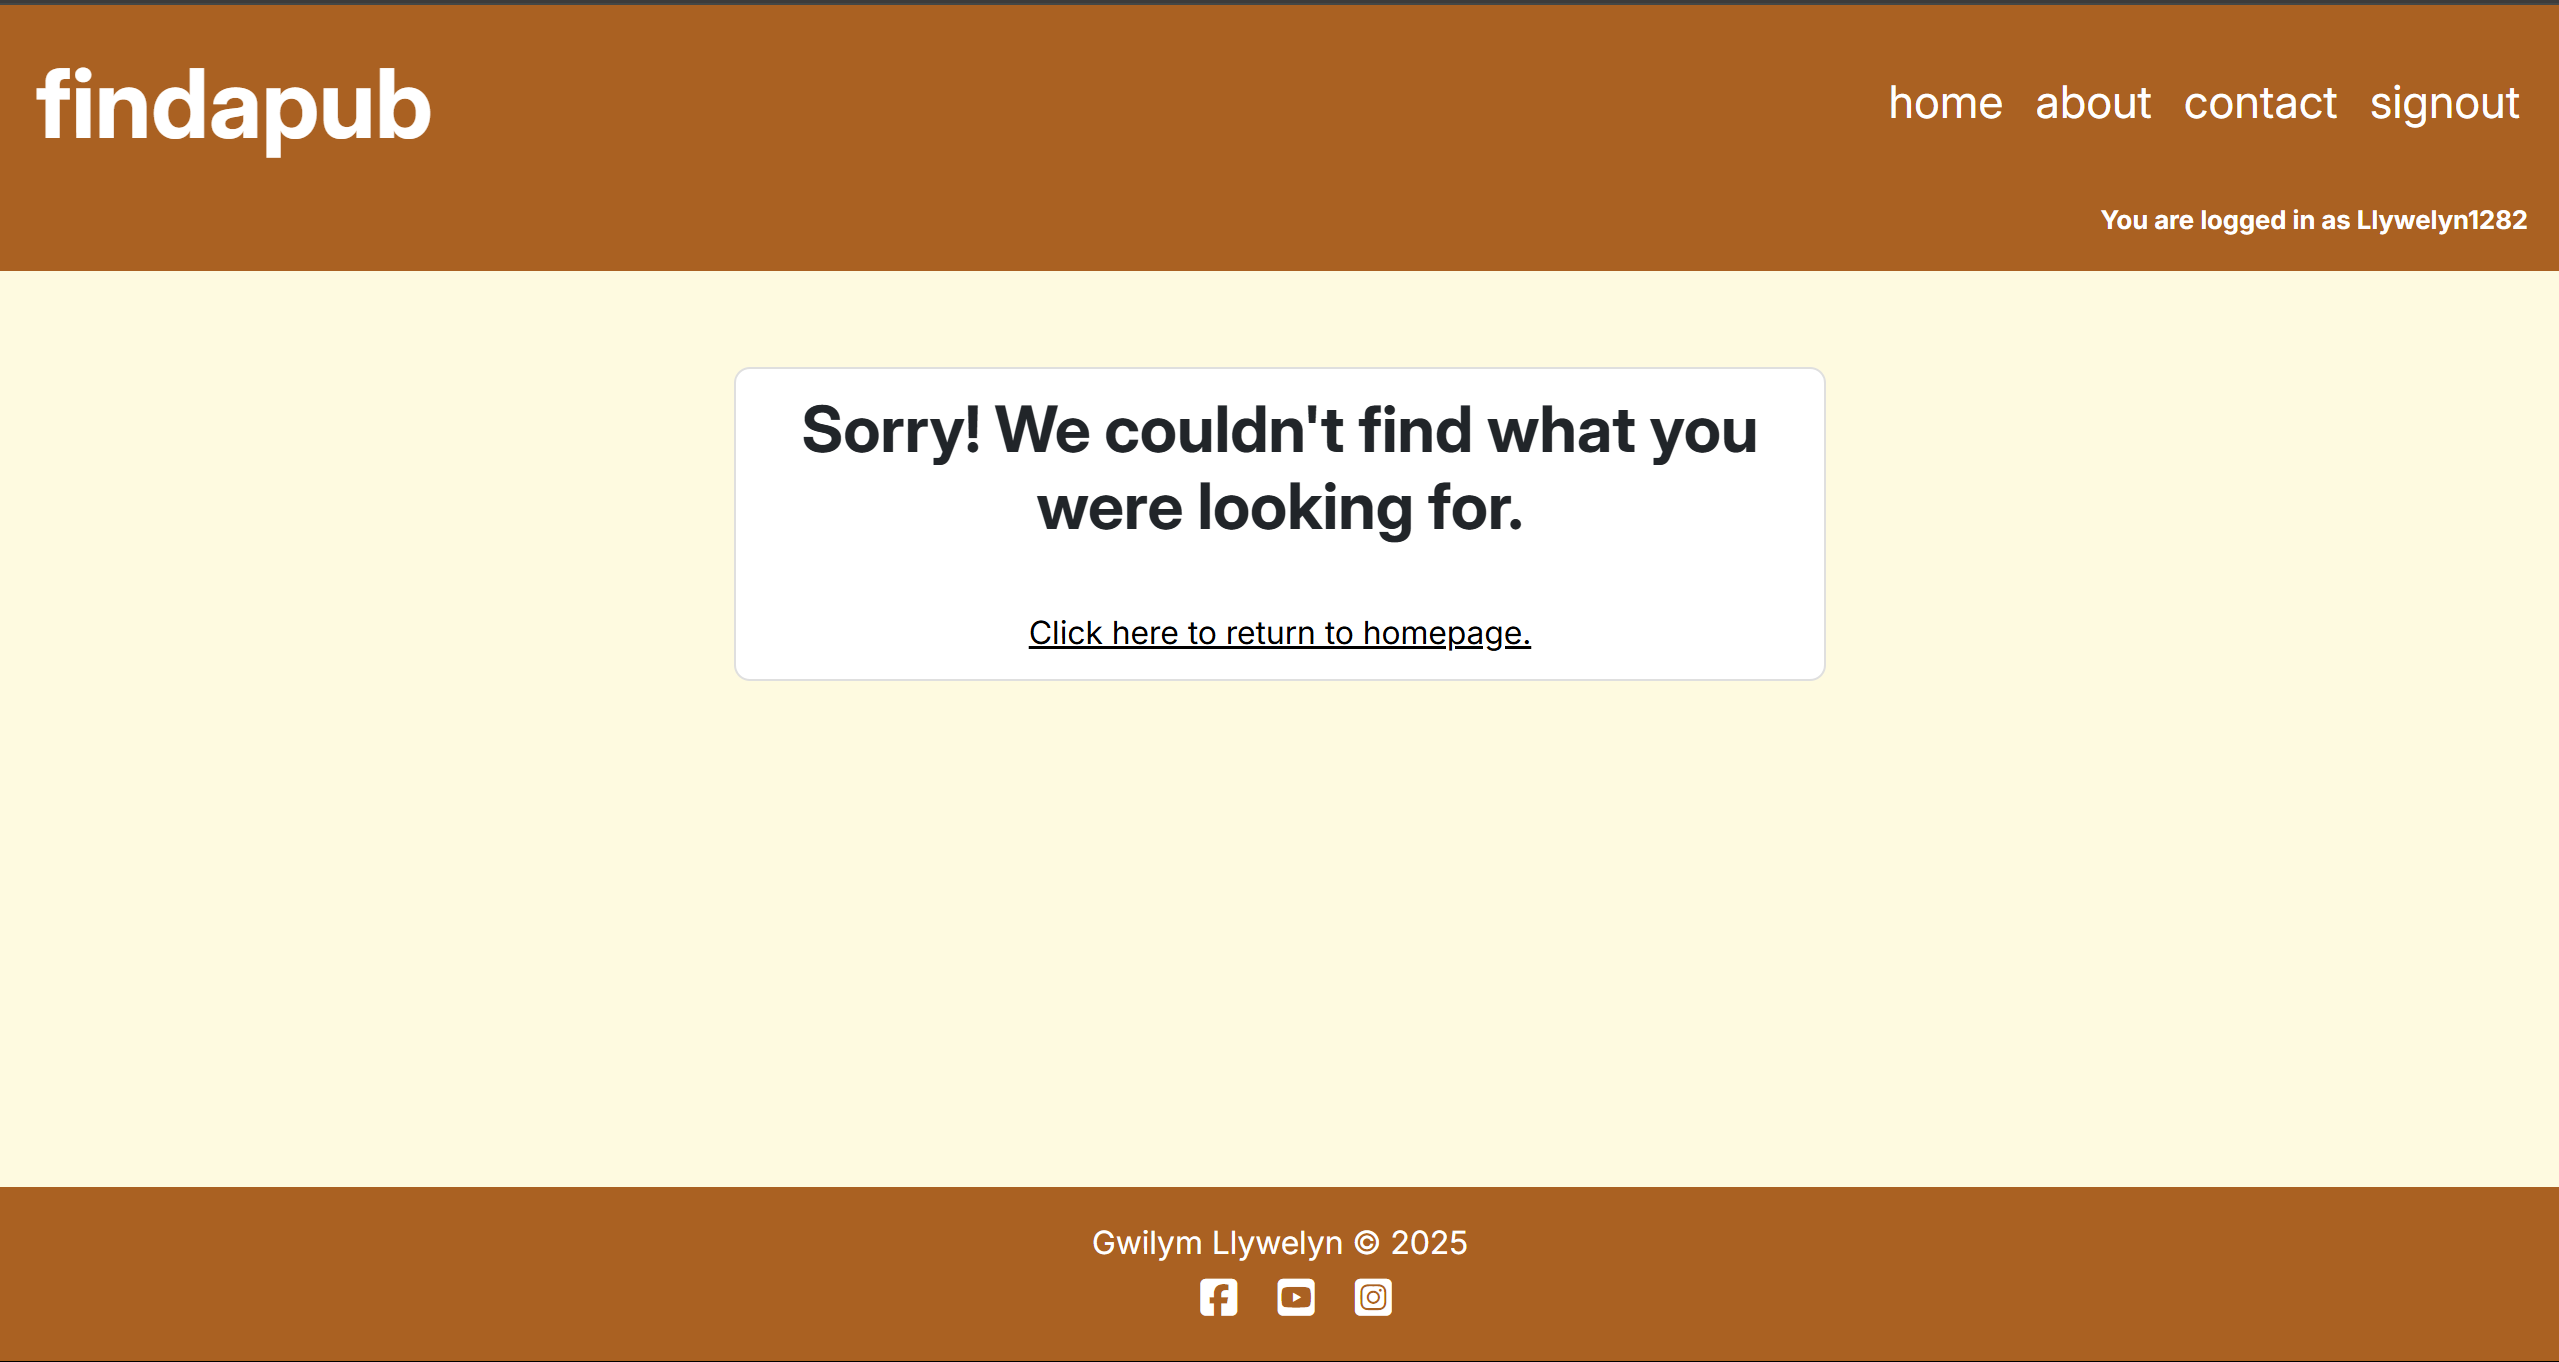 findapub
home about contact signout
You are logged in as Llywelyn1282
Sorry! We couldn't find what you
were looking for.
Click here to return to homepage.
Gwilym Llywelyn © 2025